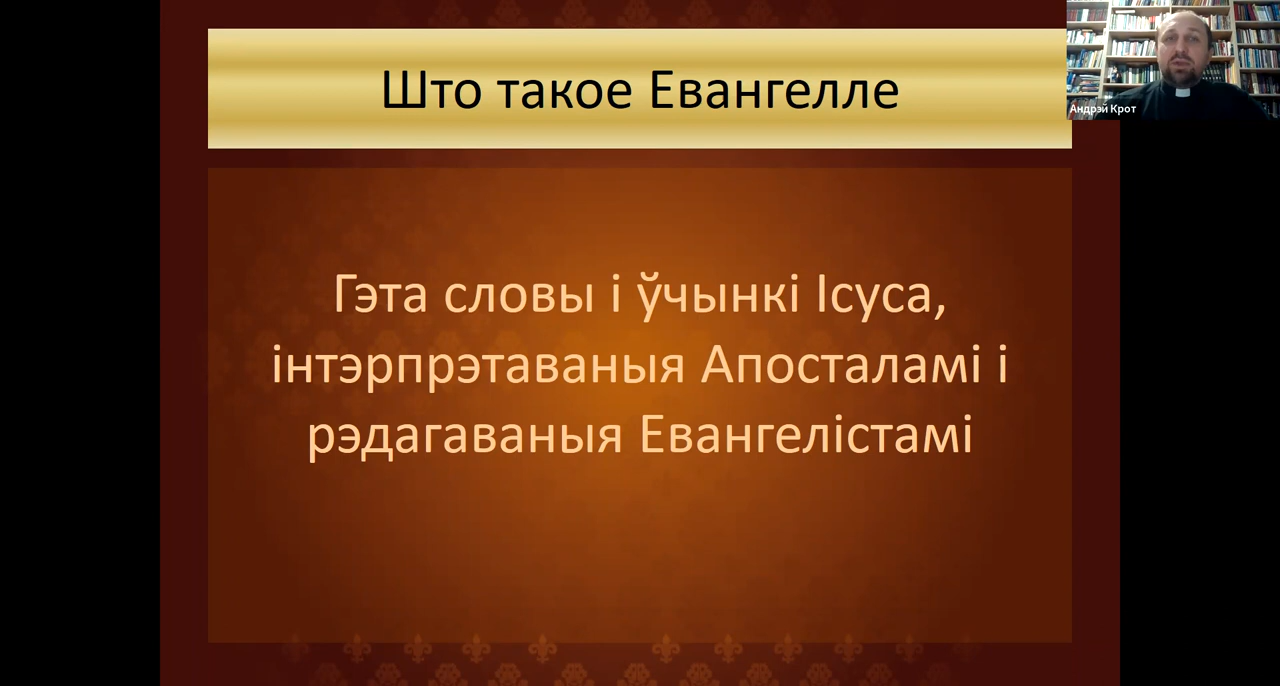 Што такое Евангелле
Андрэй Крот
Гэта словы і ўчынкі Ісуса,
інтэрпрэтаваныя Апосталамі і
рэдагаваныя Евангелістамі